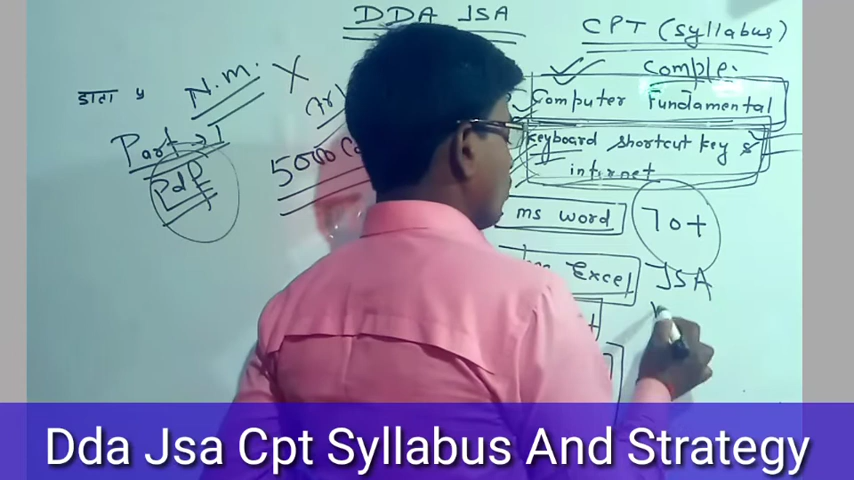 DDA JSA
CPT (syllabus)
comple.
डाटा
N.M. X
Computer Fundamental
Part → 1
PdF
5000
keyboard shortcut key &
internet
ms word
70+
Excel
JSA
Dda Jsa Cpt Syllabus And Strategy